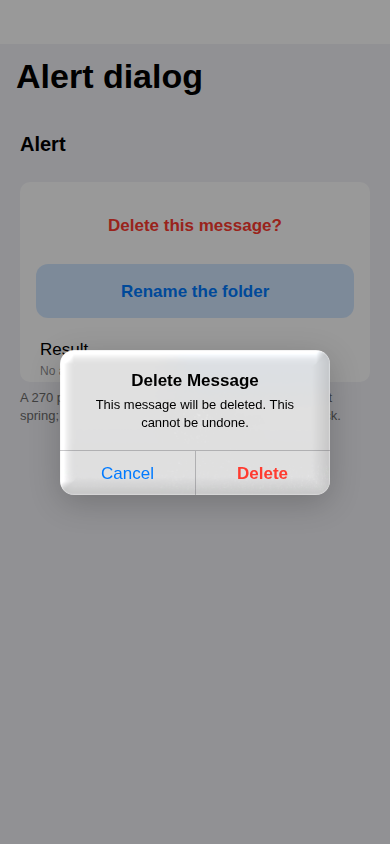 Alert dialog
Alert
Delete this message?
Rename the folder
Result
No
Delete Message
This message will be deleted. This
cannot be undone.
A 270
spring;
Cancel
Delete